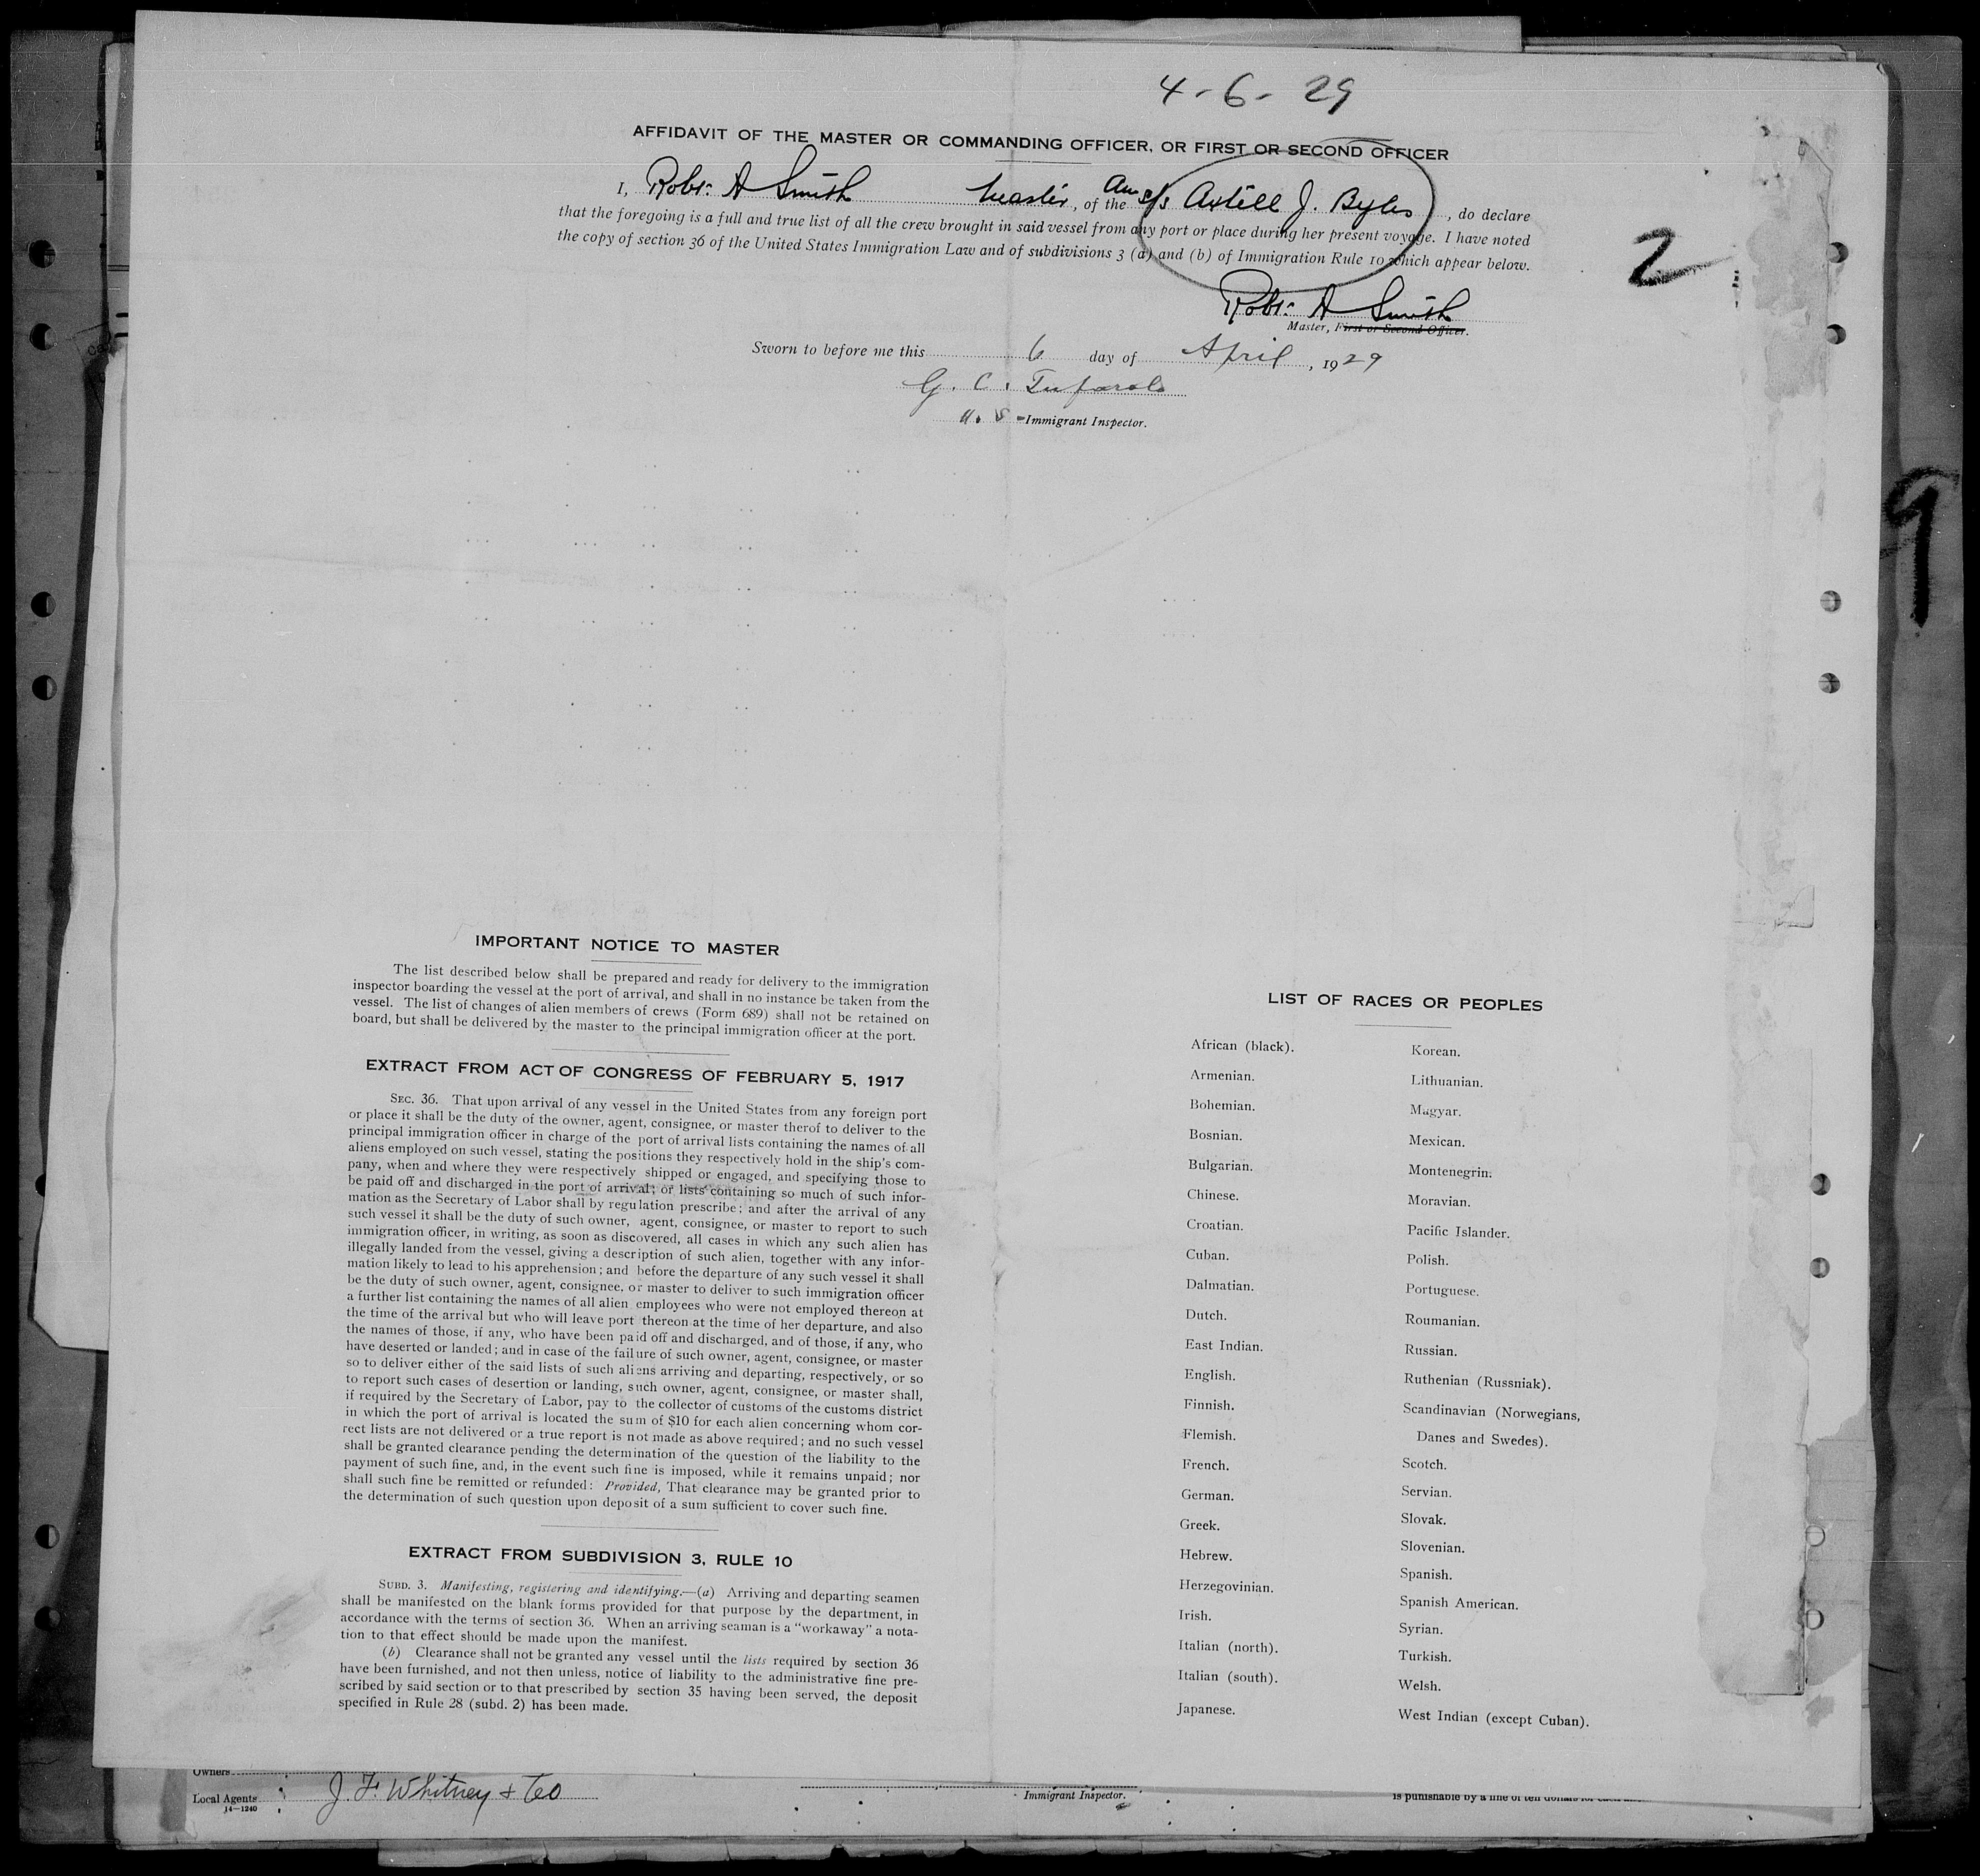 4-6-29
AFFIDAVIT OF THE MASTER OR COMMANDING OFFICER, OR FIRST OR SECOND OFFICER
I, Robt. A Smith Master, of the Am s/s Axtell J. Byles, do declare
that the foregoing is a full and true list of all the crew brought in said vessel from any port or place during her present voyage. I have noted
the copy of section 36 of the United States Immigration Law and of subdivisions 3 (a) and (b) of Immigration Rule 10 which appear below.
2
Robt. A Smith
Master, First or Second Officer.
Sworn to before me this 6 day of April, 1929
G. C.
U. S - Immigrant Inspector.
9
IMPORTANT NOTICE TO MASTER
The list described below shall be prepared and ready for delivery to the immigration
inspector boarding the vessel at the port of arrival, and shall in no instance be taken from the
vessel. The list of changes of alien members of crews (Form 689) shall not be retained on
board, but shall be delivered by the master to the principal immigration officer at the port.
EXTRACT FROM ACT OF CONGRESS OF FEBRUARY 5, 1917
SEC. 36. That upon arrival of any vessel in the United States from any foreign port
or place it shall be the duty of the owner, agent, consignee, or master therof to deliver to the
principal immigration officer in charge of the port of arrival lists containing the names of all
aliens employed on such vessel, stating the positions they respectively hold in the ship's com-
pany, when and where they were respectively shipped or engaged, and specifying those to
be paid off and discharged in the port of arrival; or lists containing so much of such infor-
mation as the Secretary of Labor shall by regulation prescribe; and after the arrival of any
such vessel it shall be the duty of such owner, agent, consignee, or master to report to such
immigration officer, in writing, as soon as discovered, all cases in which any such alien has
illegally landed from the vessel, giving a description of such alien, together with any infor-
mation likely to lead to his apprehension; and before the departure of any such vessel it shall
be the duty of such owner, agent, consignee, or master to deliver to such immigration officer
a further list containing the names of all alien employees who were not employed thereon at
the time of the arrival but who will leave port thereon at the time of her departure, and also
the names of those, if any, who have been paid off and discharged, and of those, if any, who
have deserted or landed; and in case of the failure of such owner, agent, consignee, or master
so to deliver either of the said lists of such aliens arriving and departing, respectively, or so
to report such cases of desertion or landing, such owner, agent, consignee, or master shall,
if required by the Secretary of Labor, pay to the collector of customs of the customs district
in which the port of arrival is located the sum of $10 for each alien concerning whom cor-
rect lists are not delivered or a true report is not made as above required; and no such vessel
shall be granted clearance pending the determination of the question of the liability to the
payment of such fine, and, in the event such fine is imposed, while it remains unpaid; nor
shall such fine be remitted or refunded: Provided, That clearance may be granted prior to
the determination of such question upon deposit of a sum sufficient to cover such fine.
EXTRACT FROM SUBDIVISION 3, RULE 10
SUBD. 3. Manifesting, registering and identifying.—(a) Arriving and departing seamen
shall be manifested on the blank forms provided for that purpose by the department, in
accordance with the terms of section 36. When an arriving seaman is a "workaway" a nota-
tion to that effect should be made upon the manifest.
(b) Clearance shall not be granted any vessel until the lists required by section 36
have been furnished, and not then unless, notice of liability to the administrative fine pre-
scribed by said section or to that prescribed by section 35 having been served, the deposit
specified in Rule 28 (subd. 2) has been made.
LIST OF RACES OR PEOPLES
African (black).
Armenian.
Bohemian.
Bosnian.
Bulgarian.
Chinese.
Croatian.
Cuban.
Dalmatian.
Dutch.
East Indian.
English.
Finnish.
Flemish.
French.
German.
Greek.
Hebrew.
Herzegovinian.
Irish.
Italian (north).
Italian (south).
Japanese.
Korean.
Lithuanian.
Magyar.
Mexican.
Montenegrin.
Moravian.
Pacific Islander.
Polish.
Portuguese.
Roumanian.
Russian.
Ruthenian (Russniak).
Scandinavian (Norwegians,
Danes and Swedes).
Scotch.
Servian.
Slovak.
Slovenian.
Spanish.
Spanish American.
Syrian.
Turkish.
Welsh.
West Indian (except Cuban).
Owners
Local Agents J. F. Whitney & Co
14—1240
Immigrant Inspector.
is punishable by a fine of ten dollars for each